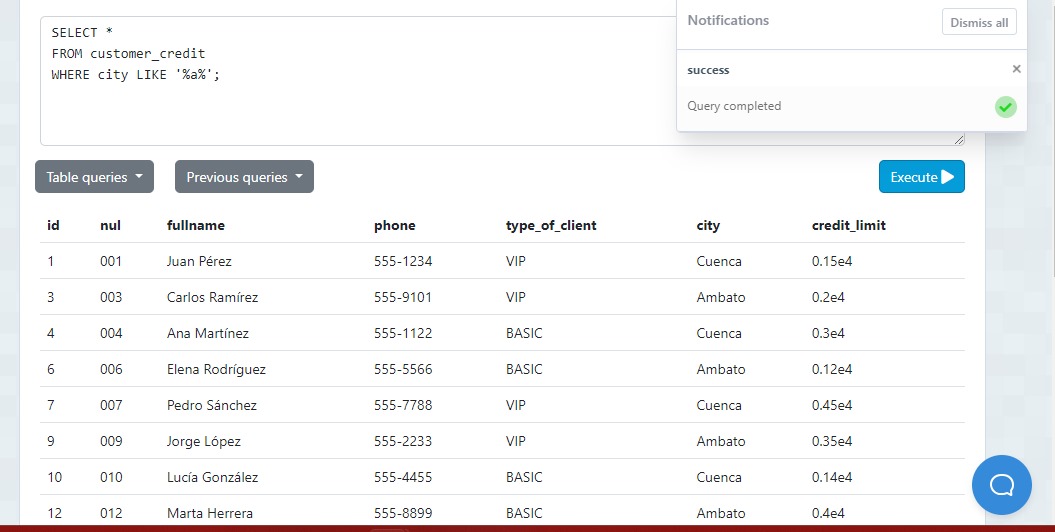 SELECT *
FROM customer_credit
WHERE city LIKE '%a%';
Notifications
Dismiss all
success ×
Query completed
Table queries
Previous queries
Execute
id nul fullname phone type_of_client city credit_limit
1 001 Juan Pérez 555-1234 VIP Cuenca 0.15e4
3 003 Carlos Ramírez 555-9101 VIP Ambato 0.2e4
4 004 Ana Martínez 555-1122 BASIC Cuenca 0.3e4
6 006 Elena Rodríguez 555-5566 BASIC Ambato 0.12e4
7 007 Pedro Sánchez 555-7788 VIP Cuenca 0.45e4
9 009 Jorge López 555-2233 VIP Ambato 0.35e4
10 010 Lucía González 555-4455 BASIC Cuenca 0.14e4
12 012 Marta Herrera 555-8899 BASIC Ambato 0.4e4